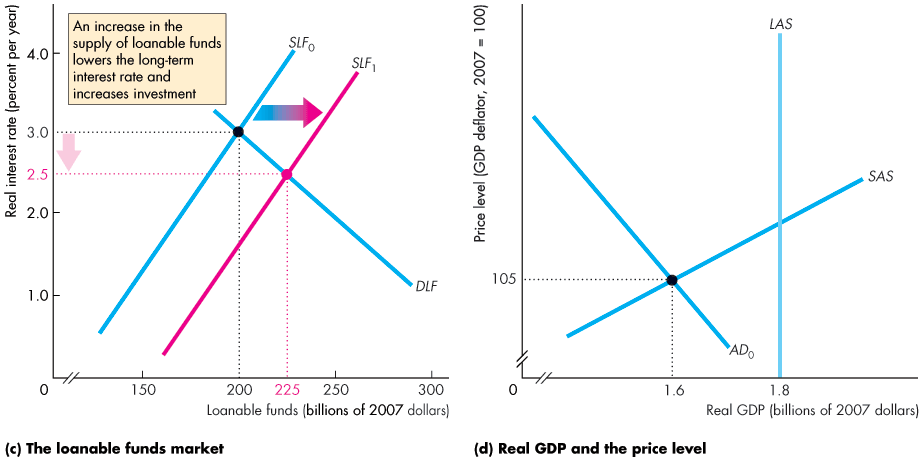 Real interest rate (percent per year)
An increase in the
supply of loanable funds
lowers the long-term
interest rate and
increases investment
SLF0
SLF1
4.0
3.0
2.5
2.0
1.0
DLF
0
150
200
225
250
300
Loanable funds (billions of 2007 dollars)
(c) The loanable funds market
Price level (GDP deflator, 2007 = 100)
LAS
SAS
105
AD0
0
1.6
1.8
Real GDP (billions of 2007 dollars)
(d) Real GDP and the price level